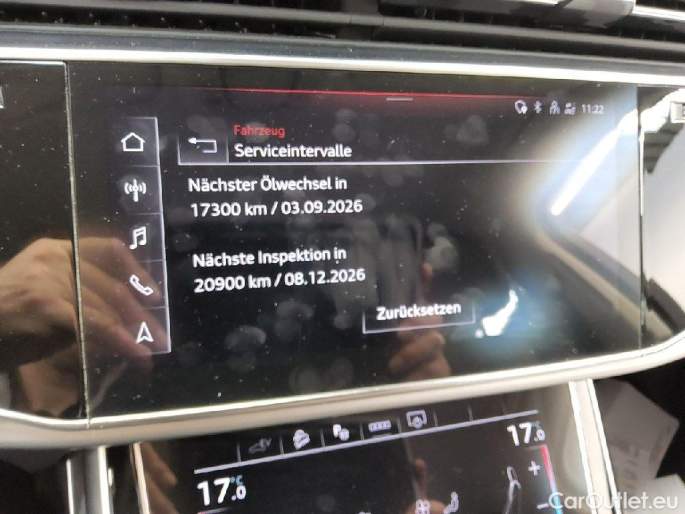 11:22
Fahrzeug
Serviceintervalle
Nächster Ölwechsel in
17300 km / 03.09.2026
Nächste Inspektion in
20900 km / 08.12.2026
Zurücksetzen
17.0
17.0
CarOutlet.eu